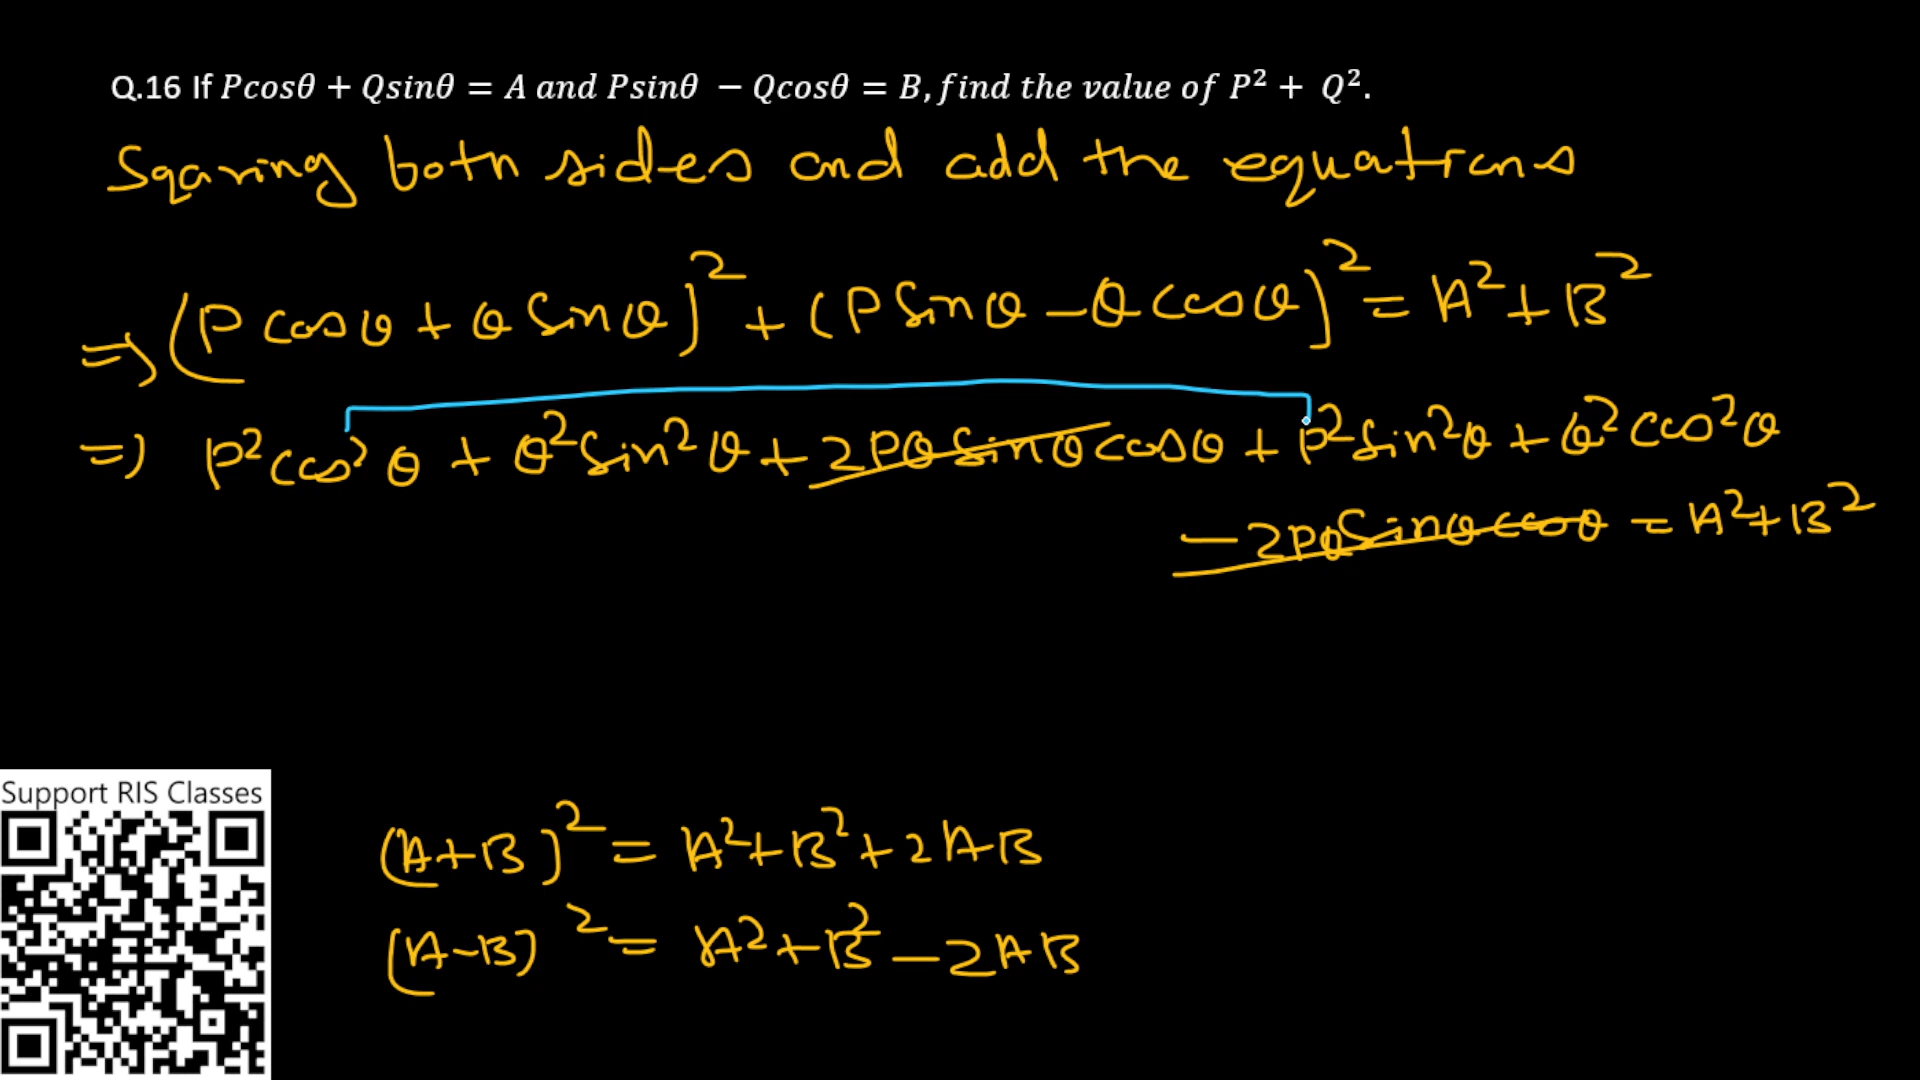 Q.16 If Pcosθ + Qsinθ = A and Psinθ − Qcosθ = B, find the value of P² + Q².
Sqaring both sides and add the equations
⇒ (P cosθ + Q Sinθ)² + (P Sinθ − Q cosθ)² = A² + B²
⇒ P²cos²θ + Q²Sin²θ + 2PQ Sinθ cosθ + P²Sin²θ + Q²cos²θ
− 2PQ Sinθ cosθ = A² + B²
Support RIS Classes
(A+B)² = A² + B² + 2AB
(A−B)² = A² + B² − 2AB